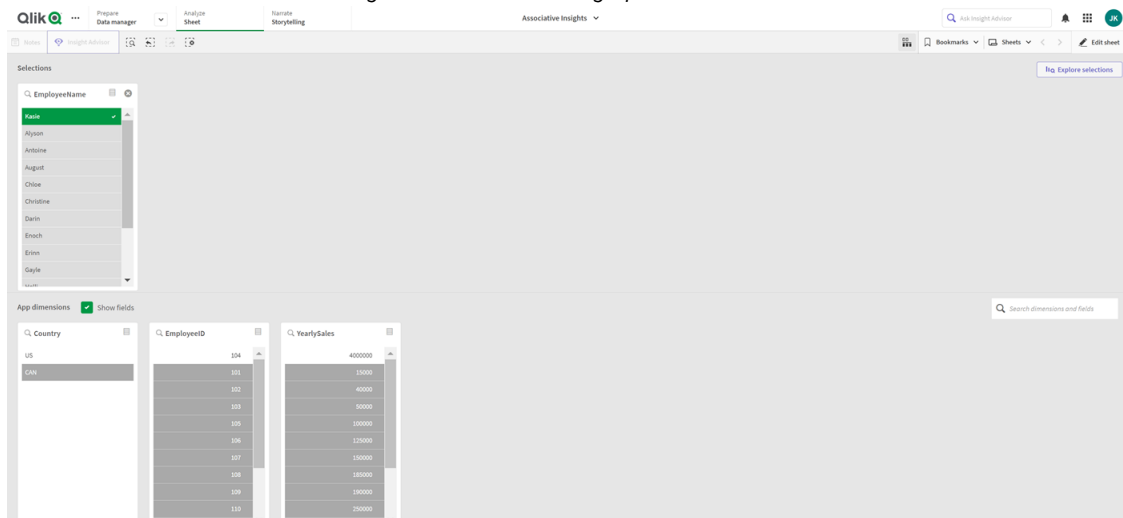 Qlik
Prepare
Data manager
Analyze
Sheet
Narrate
Storytelling
Associative Insights
Ask Insight Advisor
JK
Notes
Insight Advisor
Bookmarks
Sheets
Edit sheet
Selections
Explore selections
EmployeeName
Kasie
Alyson
Antoine
August
Chloe
Christine
Darin
Enoch
Erinn
Gayle
App dimensions
Show fields
Search dimensions and fields
Country
US
CAN
EmployeeID
104
101
102
103
105
106
107
108
109
110
YearlySales
4000000
15000
40000
50000
100000
125000
150000
185000
190000
250000